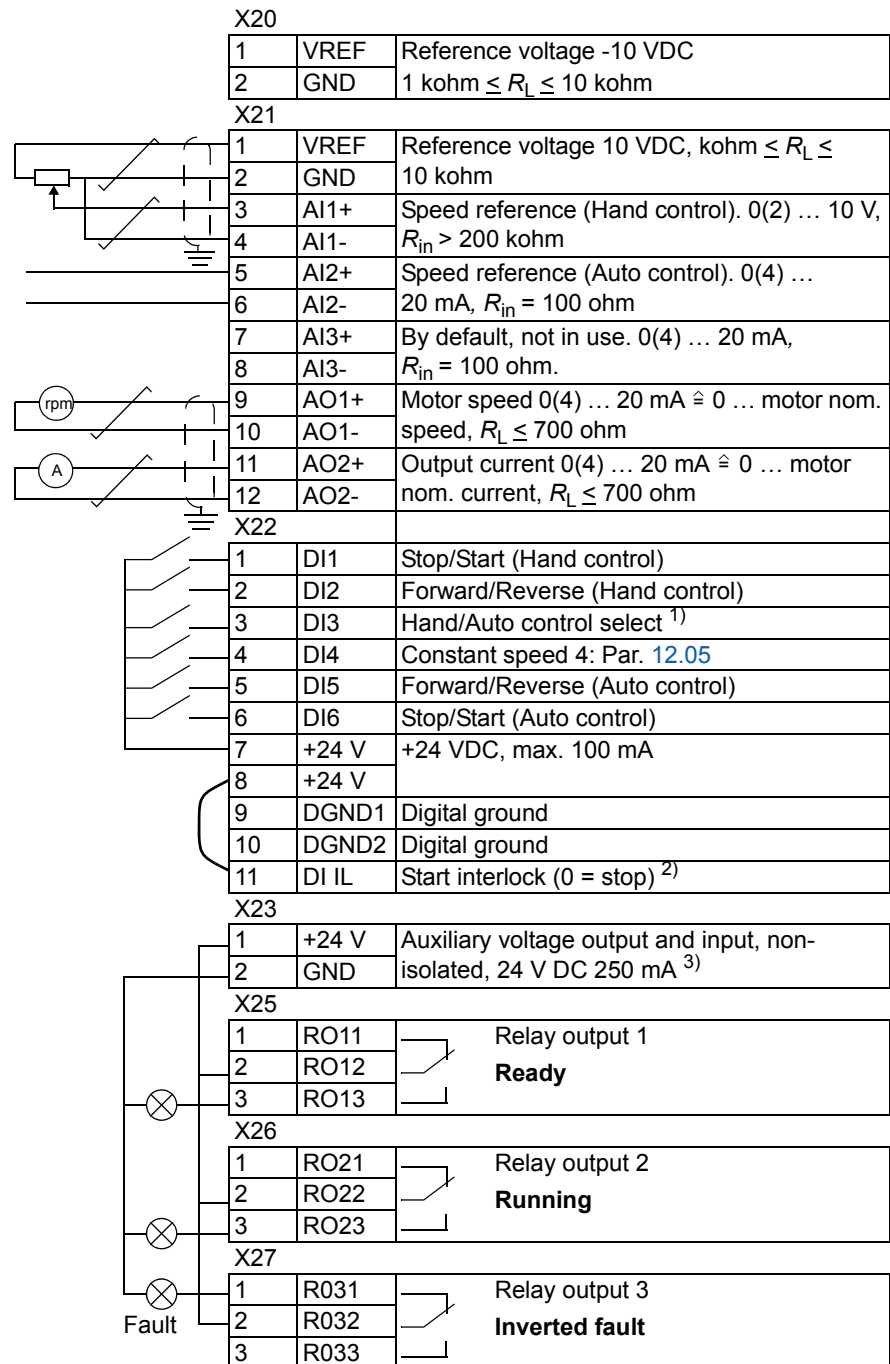 X20
1 VREF Reference voltage -10 VDC
2 GND 1 kohm ≤ RL ≤ 10 kohm
X21
1 VREF Reference voltage 10 VDC, kohm ≤ RL ≤
2 GND 10 kohm
3 AI1+ Speed reference (Hand control). 0(2) … 10 V,
4 AI1- Rin > 200 kohm
5 AI2+ Speed reference (Auto control). 0(4) …
6 AI2- 20 mA, Rin = 100 ohm
7 AI3+ By default, not in use. 0(4) … 20 mA,
8 AI3- Rin = 100 ohm.
rpm 9 AO1+ Motor speed 0(4) … 20 mA ≙ 0 … motor nom.
10 AO1- speed, RL ≤ 700 ohm
A 11 AO2+ Output current 0(4) … 20 mA ≙ 0 … motor
12 AO2- nom. current, RL ≤ 700 ohm
X22
1 DI1 Stop/Start (Hand control)
2 DI2 Forward/Reverse (Hand control)
3 DI3 Hand/Auto control select 1)
4 DI4 Constant speed 4: Par. 12.05
5 DI5 Forward/Reverse (Auto control)
6 DI6 Stop/Start (Auto control)
7 +24 V +24 VDC, max. 100 mA
8 +24 V
9 DGND1 Digital ground
10 DGND2 Digital ground
11 DI IL Start interlock (0 = stop) 2)
X23
1 +24 V Auxiliary voltage output and input, non-
2 GND isolated, 24 V DC 250 mA 3)
X25
1 RO11 Relay output 1
2 RO12 Ready
3 RO13
X26
1 RO21 Relay output 2
2 RO22 Running
3 RO23
X27
1 R031 Relay output 3
Fault 2 R032 Inverted fault
3 R033